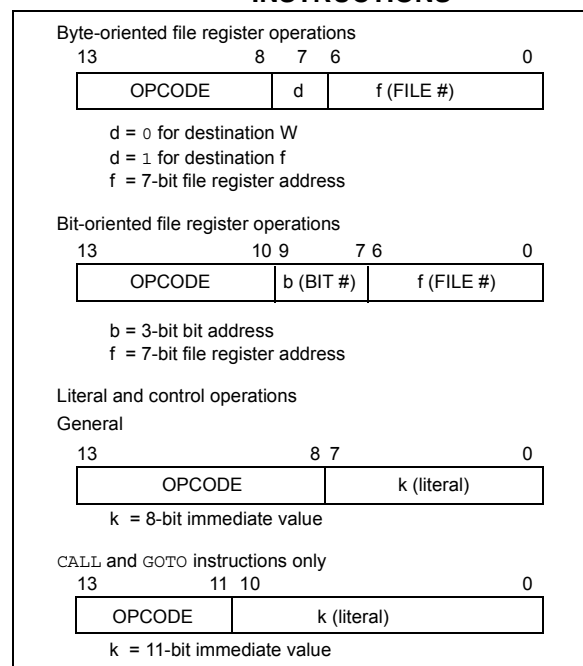 INSTRUCTIONS
Byte-oriented file register operations
13 8 7 6 0
OPCODE d f (FILE #)
d = 0 for destination W
d = 1 for destination f
f = 7-bit file register address
Bit-oriented file register operations
13 10 9 7 6 0
OPCODE b (BIT #) f (FILE #)
b = 3-bit bit address
f = 7-bit file register address
Literal and control operations
General
13 8 7 0
OPCODE k (literal)
k = 8-bit immediate value
CALL and GOTO instructions only
13 11 10 0
OPCODE k (literal)
k = 11-bit immediate value